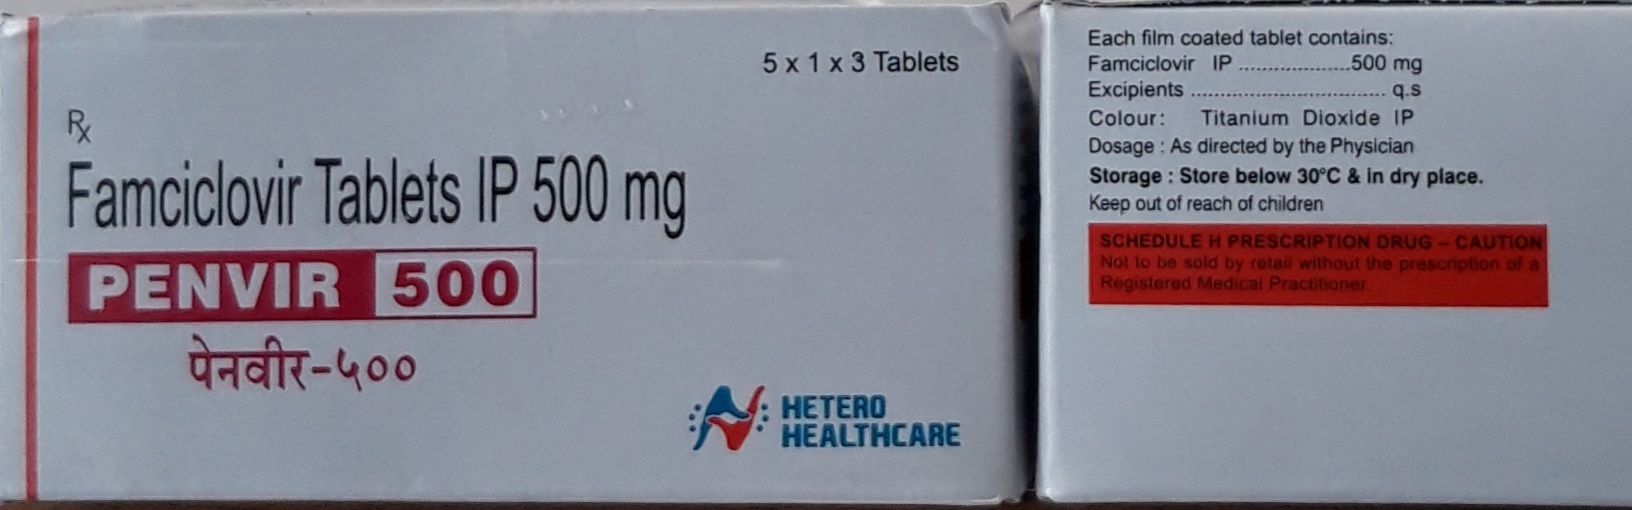 5 x 1 x 3 Tablets
Rx
Famciclovir Tablets IP 500 mg
PENVIR 500
पेनवीर-५००
HETERO
HEALTHCARE
Each film coated tablet contains:
Famciclovir IP ...................500 mg
Excipients ................................. q.s
Colour: Titanium Dioxide IP
Dosage : As directed by the Physician
Storage : Store below 30°C & in dry place.
Keep out of reach of children
SCHEDULE H PRESCRIPTION DRUG – CAUTION
Not to be sold by retail without the prescription of a
Registered Medical Practitioner.